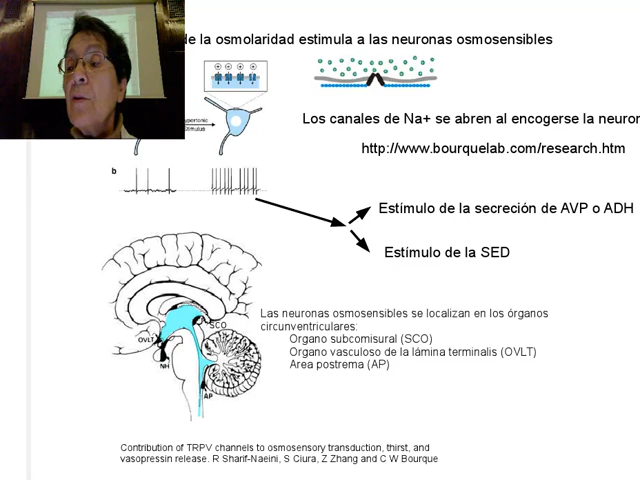 de la osmolaridad estimula a las neuronas osmosensibles
Los canales de Na+ se abren al encogerse la neuron
http://www.bourquelab.com/research.htm
b
Estímulo de la secreción de AVP o ADH
Estímulo de la SED
Las neuronas osmosensibles se localizan en los órganos
circunventriculares:
Organo subcomisural (SCO)
Organo vasculoso de la lámina terminalis (OVLT)
Area postrema (AP)
SCO
OVLT
NH
AP
Contribution of TRPV channels to osmosensory transduction, thirst, and
vasopressin release. R Sharif-Naeini, S Ciura, Z Zhang and C W Bourque